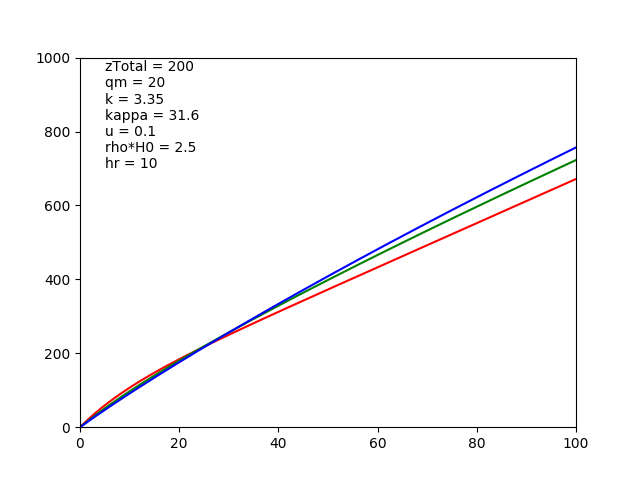 1000
800
600
400
200
0
zTotal = 200
qm = 20
k = 3.35
kappa = 31.6
u = 0.1
rho*H0 = 2.5
hr = 10
0 20 40 60 80 100